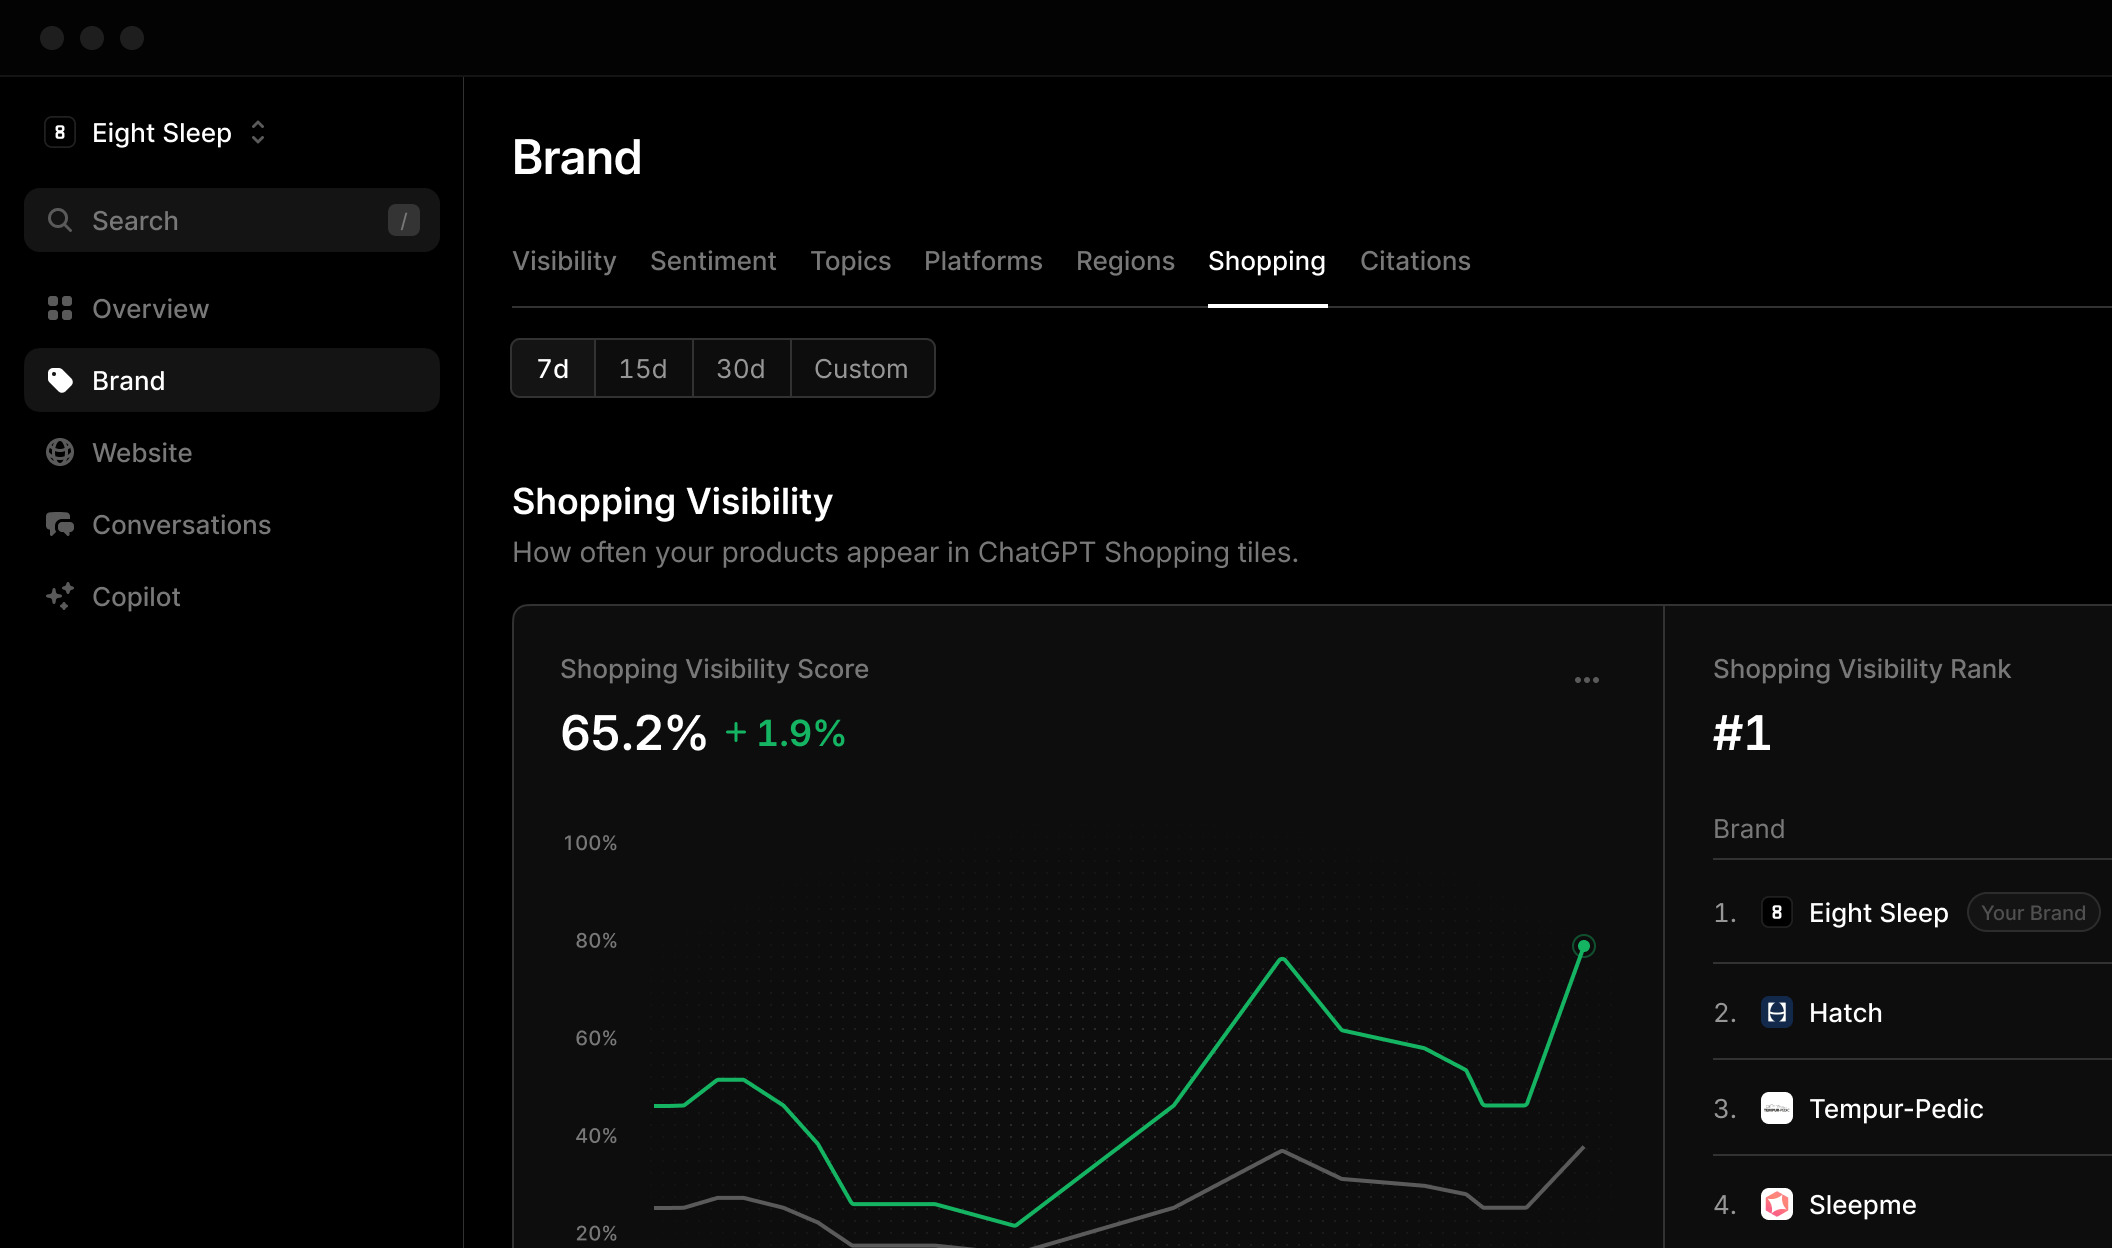 8 Eight Sleep
Search /
Overview
Brand
Website
Conversations
Copilot
Brand
Visibility Sentiment Topics Platforms Regions Shopping Citations
7d 15d 30d Custom
Shopping Visibility
How often your products appear in ChatGPT Shopping tiles.
Shopping Visibility Score
65.2% + 1.9%
100%
80%
60%
40%
20%
Shopping Visibility Rank
#1
Brand
1. 8 Eight Sleep Your Brand
2. Hatch
3. TEMPUR-PEDIC Tempur-Pedic
4. Sleepme